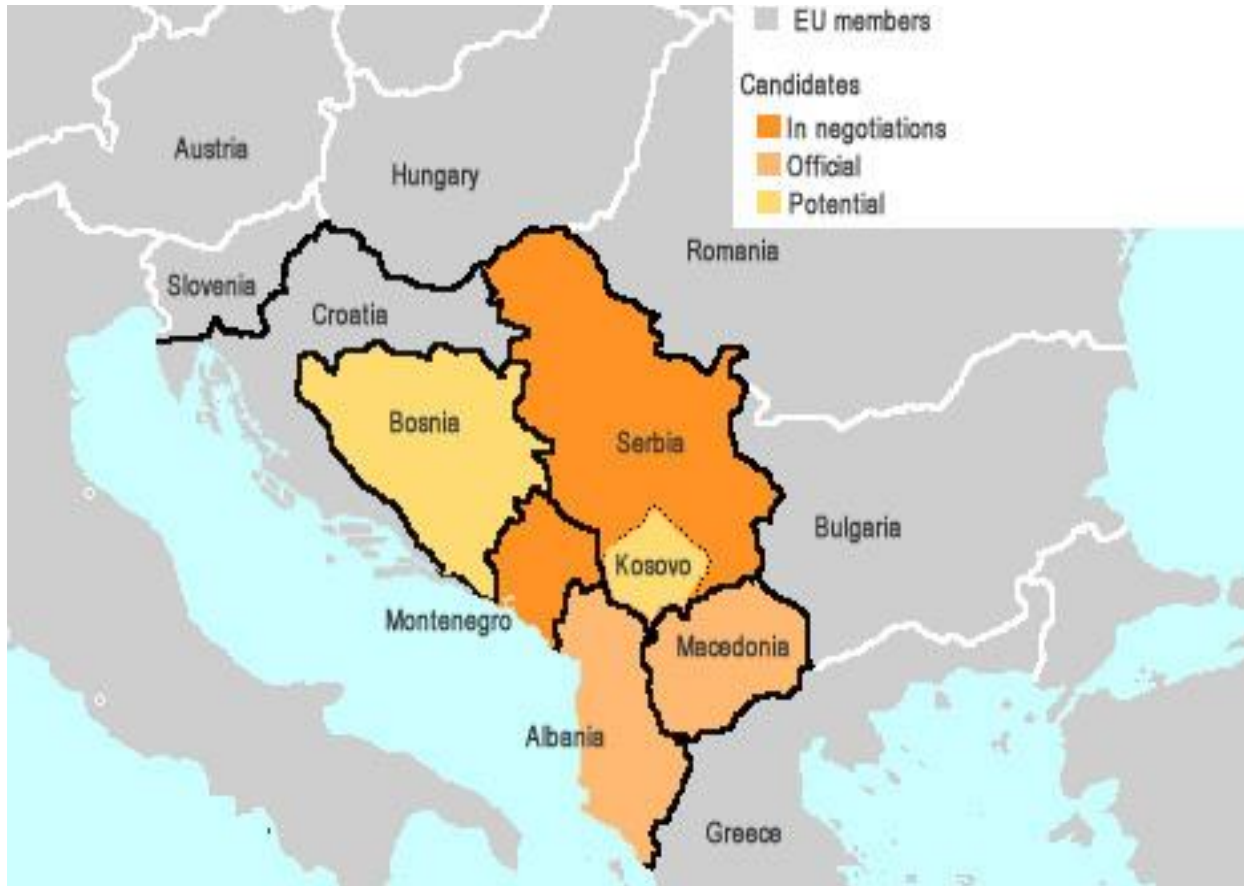 EU members
Candidates
In negotiations
Official
Potential
Austria
Hungary
Romania
Slovenia
Croatia
Bosnia
Serbia
Bulgaria
Kosovo
Montenegro
Macedonia
Albania
Greece